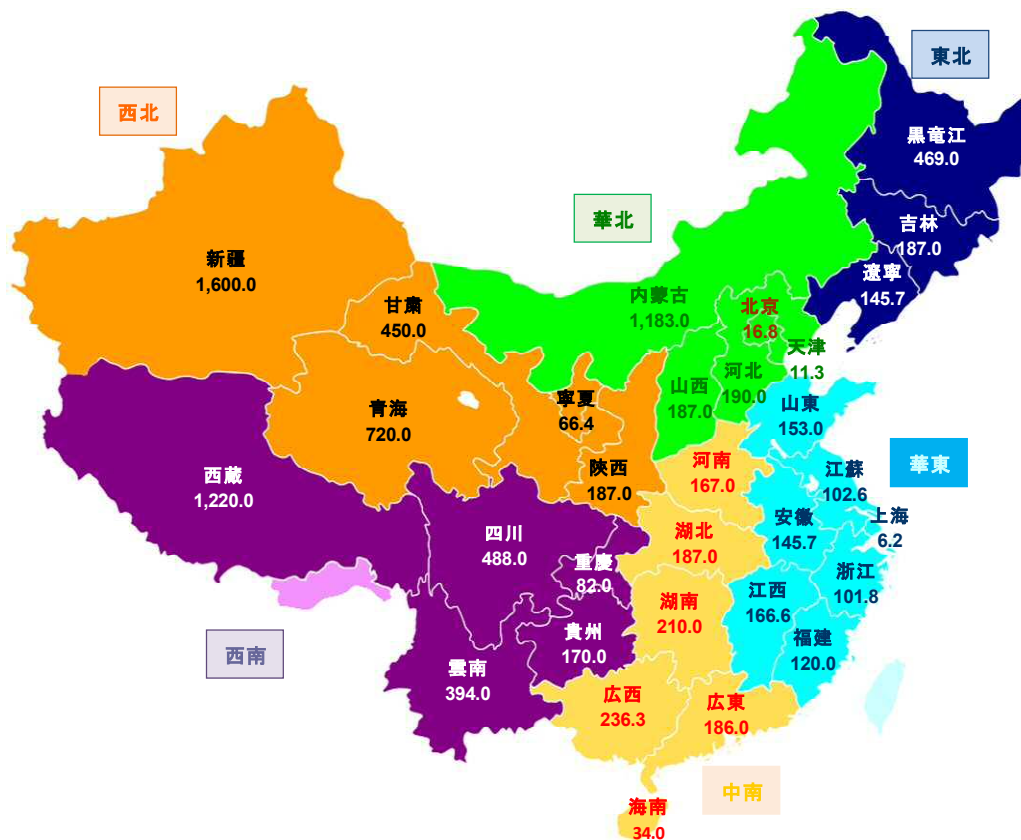 東北
西北
黒竜江
469.0
華北
吉林
187.0
新疆
1,600.0
遼寧
145.7
内蒙古
1,183.0
北京
16.8
甘粛
450.0
天津
11.3
河北
190.0
山西
187.0
寧夏
66.4
山東
153.0
青海
720.0
河南
167.0
陝西
187.0
江蘇
102.6
華東
西蔵
1,220.0
安徽
145.7
上海
6.2
四川
488.0
湖北
187.0
重慶
82.0
浙江
101.8
江西
166.6
湖南
210.0
貴州
170.0
福建
120.0
西南
雲南
394.0
広西
236.3
広東
186.0
中南
海南
34.0